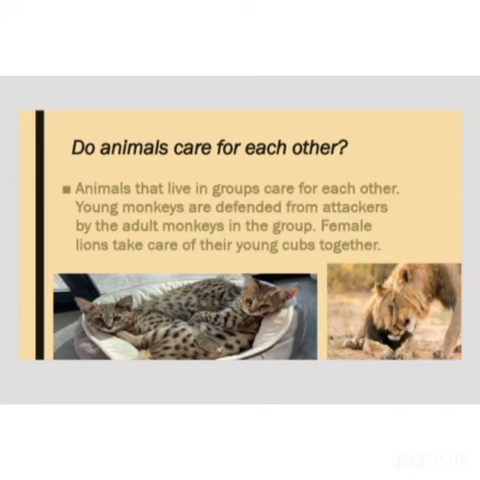 Do animals care for each other?
Animals that live in groups care for each other.
Young monkeys are defended from attackers
by the adult monkeys in the group. Female
lions take care of their young cubs together.